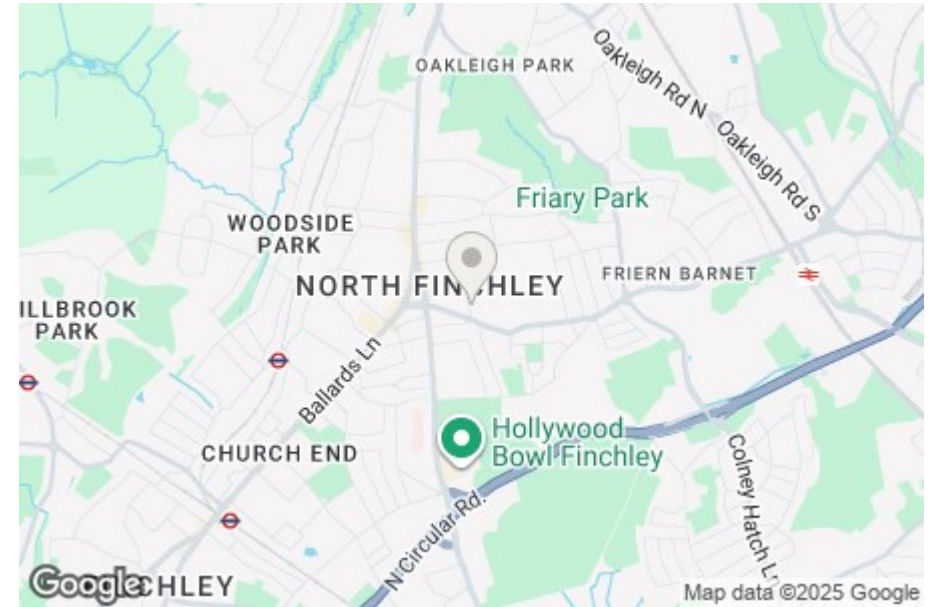 OAKLEIGH PARK
Oakleigh Rd N
Oakleigh Rd S
Friary Park
WOODSIDE
PARK
NORTH FINCHLEY
FRIERN BARNET
ILLBROOK
PARK
Ballards Ln
Hollywood
Bowl Finchley
CHURCH END
Colney Hatch L
N Circular Rd.
Google
CHLEY
Map data ©2025 Google